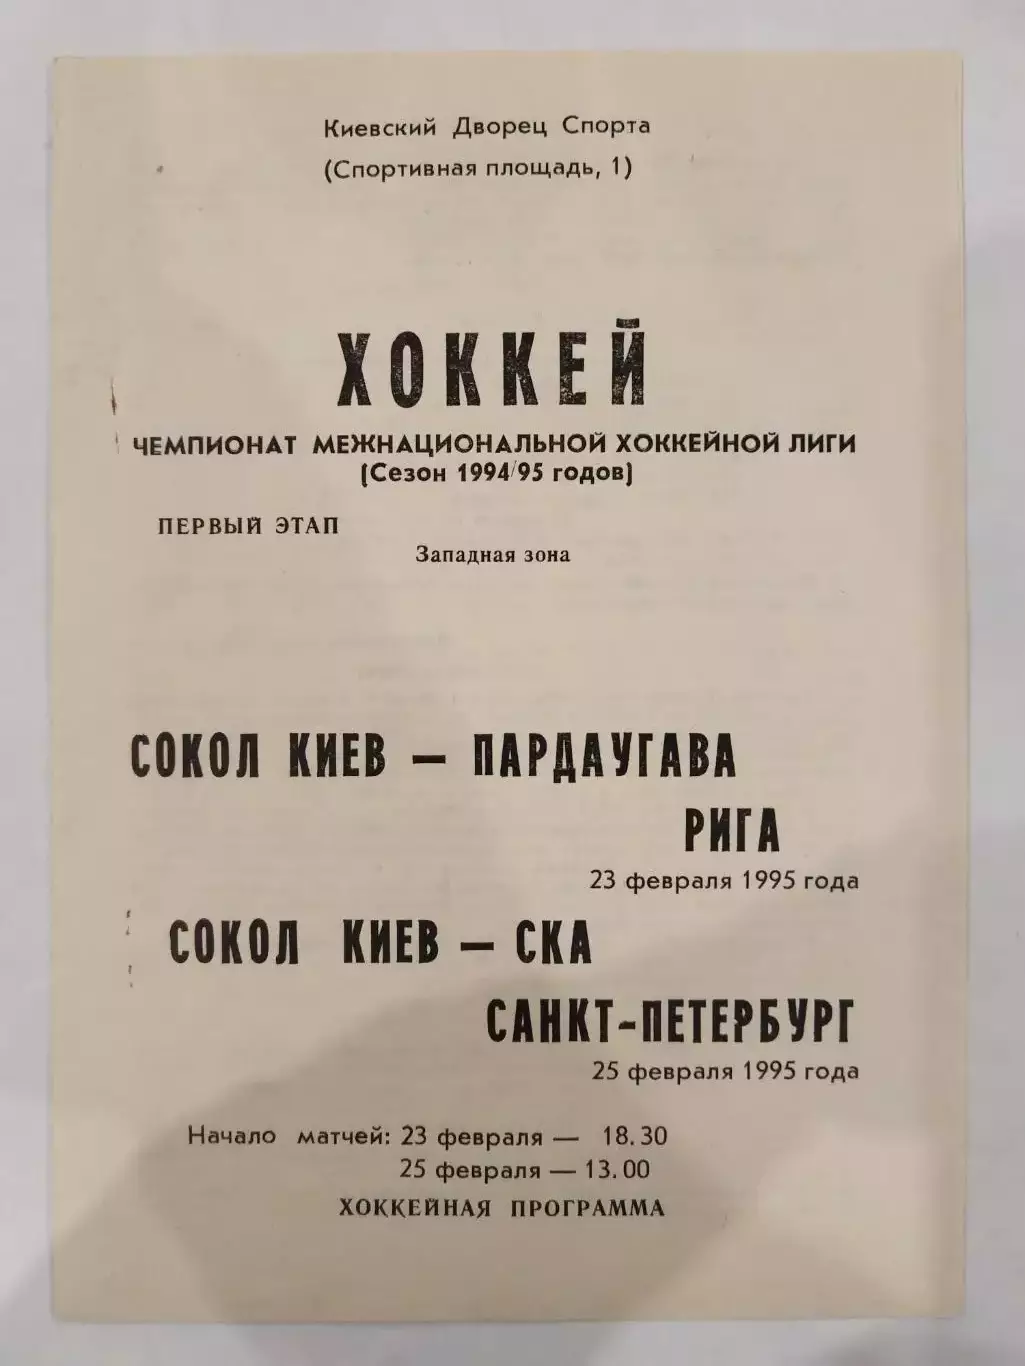 Киевский Дворец Спорта
(Спортивная площадь, 1)
ХОККЕЙ
ЧЕМПИОНАТ МЕЖНАЦИОНАЛЬНОЙ ХОККЕЙНОЙ ЛИГИ
(Сезон 1994/95 годов)
ПЕРВЫЙ ЭТАП
Западная зона
СОКОЛ КИЕВ — ПАРДАУГАВА
РИГА
23 февраля 1995 года
СОКОЛ КИЕВ — СКА
САНКТ-ПЕТЕРБУРГ
25 февраля 1995 года
Начало матчей: 23 февраля — 18.30
25 февраля — 13.00
ХОККЕЙНАЯ ПРОГРАММА